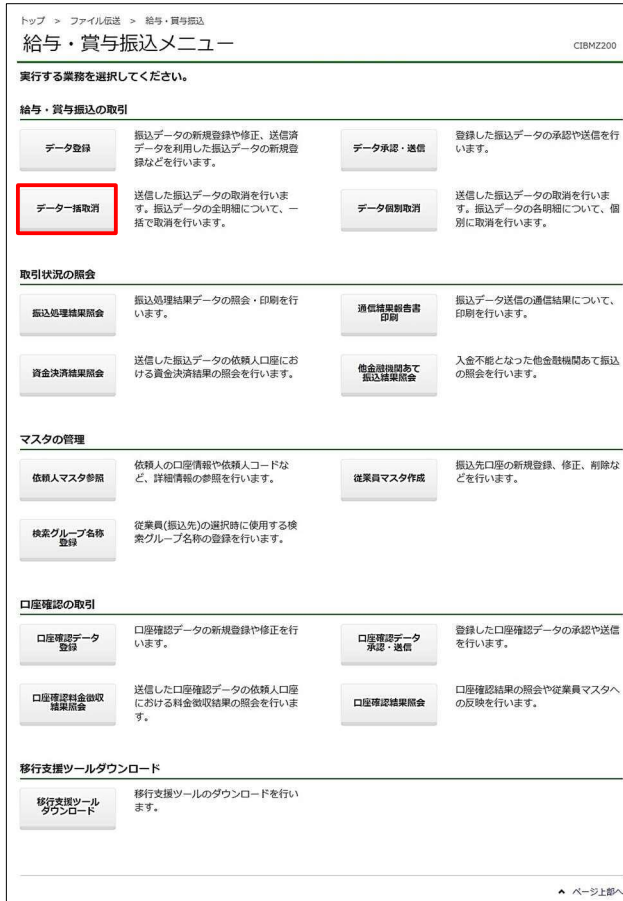 トップ > ファイル伝送 > 給与・賞与振込
給与・賞与振込メニュー
CIBMZ200
実行する業務を選択してください。
給与・賞与振込の取引
データ登録
振込データの新規登録や修正、送信済
データを利用した振込データの新規登
録などを行います。
データ承認・送信
登録した振込データの承認や送信を行
います。
データ一括取消
送信した振込データの取消を行いま
す。振込データの全明細について、一
括で取消を行います。
データ個別取消
送信した振込データの取消を行いま
す。振込データの各明細について、個
別に取消を行います。
取引状況の照会
振込処理結果照会
振込処理結果データの照会・印刷を行
います。
通信結果報告書
印刷
振込データ送信の通信結果について、
印刷を行います。
資金決済結果照会
送信した振込データの依頼人口座にお
ける資金決済結果の照会を行います。
他金融機関あて
振込結果照会
入金不能となった他金融機関あて振込
の照会を行います。
マスタの管理
依頼人マスタ参照
依頼人の口座情報や依頼人コードな
ど、詳細情報の参照を行います。
従業員マスタ作成
振込先口座の新規登録、修正、削除な
どを行います。
検索グループ名称
登録
従業員(振込先)の選択時に使用する検
索グループ名称の登録を行います。
口座確認の取引
口座確認データ
登録
口座確認データの新規登録や修正を行
います。
口座確認データ
承認・送信
登録した口座確認データの承認や送信
を行います。
口座確認料金徴収
結果照会
送信した口座確認データの依頼人口座
における料金徴収結果の照会を行いま
す。
口座確認結果照会
口座確認結果の照会や従業員マスタへ
の反映を行います。
移行支援ツールダウンロード
移行支援ツール
ダウンロード
移行支援ツールのダウンロードを行い
ます。
ページ上部へ